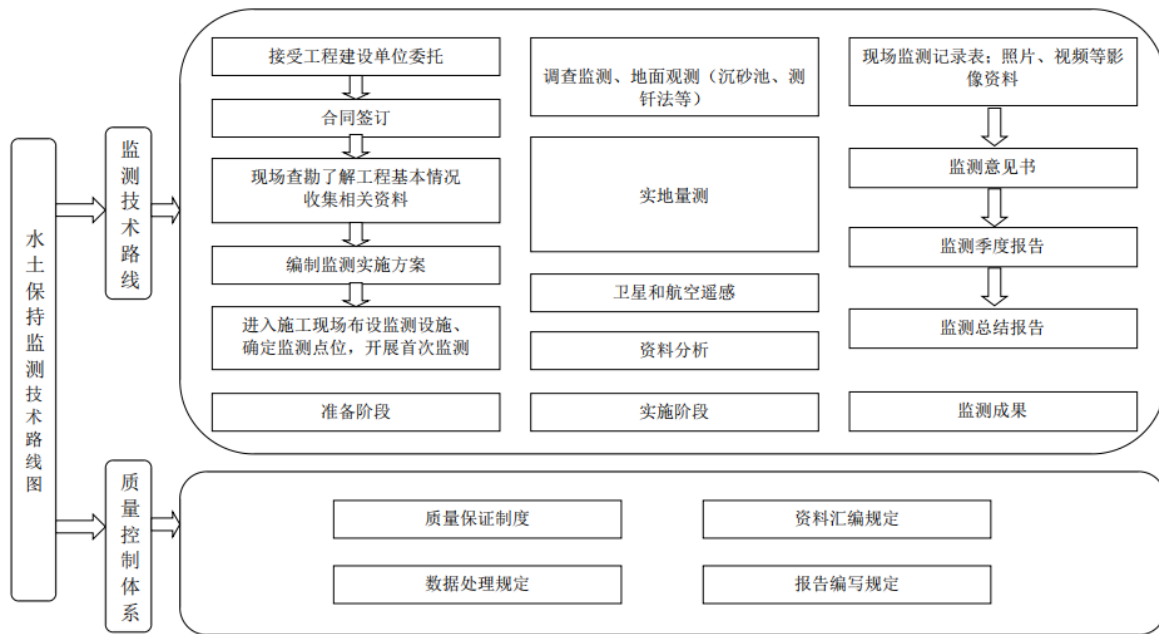 水土保持监测技术路线图
监测技术路线
接受工程建设单位委托
合同签订
现场查勘了解工程基本情况
收集相关资料
编制监测实施方案
进入施工现场布设监测设施、
确定监测点位，开展首次监测
准备阶段
调查监测、地面观测（沉砂池、测
钎法等）
实地量测
卫星和航空遥感
资料分析
实施阶段
现场监测记录表；照片、视频等影
像资料
监测意见书
监测季度报告
监测总结报告
监测成果
质量控制体系
质量保证制度
资料汇编规定
数据处理规定
报告编写规定